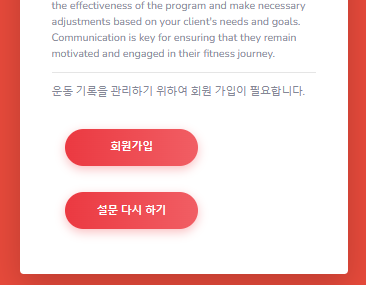 the effectiveness of the program and make necessary
adjustments based on your client's needs and goals.
Communication is key for ensuring that they remain
motivated and engaged in their fitness journey.
운동 기록을 관리하기 위하여 회원 가입이 필요합니다.
회원가입
설문 다시 하기